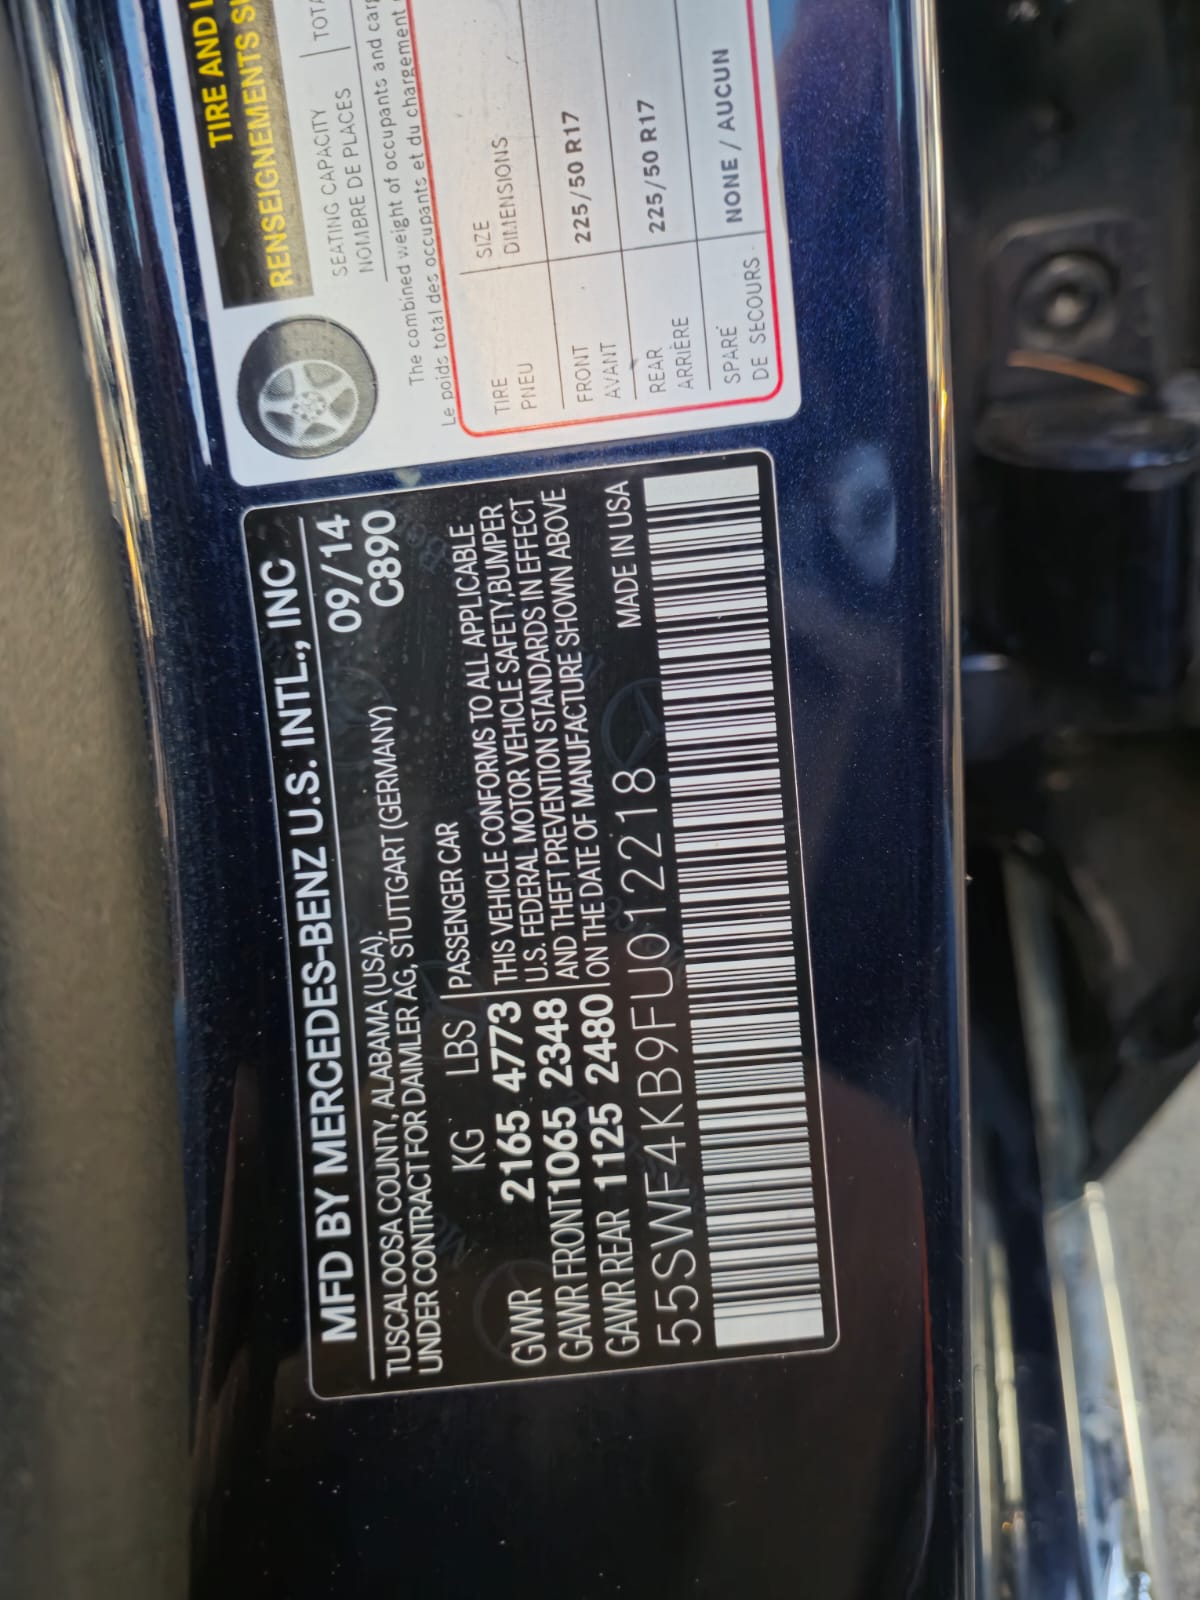 MFD BY MERCEDES-BENZ U.S. INTL., INC
TUSCALOOSA COUNTY, ALABAMA (USA). 09/14
UNDER CONTRACT FOR DAIMLER AG, STUTTGART (GERMANY) C890
KG LBS PASSENGER CAR
GVWR 2165 4773 THIS VEHICLE CONFORMS TO ALL APPLICABLE
GAWR FRONT 1065 2348 U.S. FEDERAL MOTOR VEHICLE SAFETY, BUMPER
GAWR REAR 1125 2480 AND THEFT PREVENTION STANDARDS IN EFFECT
ON THE DATE OF MANUFACTURE SHOWN ABOVE
55SWF4KB9FU012218 MADE IN USA
TIRE AND
RENSEIGNEMENTS
SEATING CAPACITY
NOMBRE DE PLACES
The combined weight of occupants and
Le poids total des occupants et du chargement
TIRE SIZE
PNEU DIMENSIONS
FRONT 225/50 R17
AVANT
REAR 225/50 R17
ARRIÈRE
SPARE NONE / AUCUN
DE SECOURS